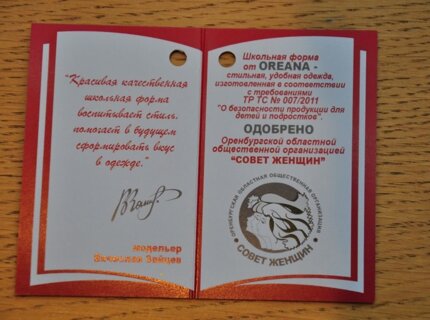 "Красивая качественная
школьная форма
воспитывает стиль,
помогает в будущем
сформировать вкус
в одежде."
модельер
Вячеслав Зайцев
Школьная форма
от OREANA -
стильная, удобная одежда,
изготовленная в соответствии
с требованиями
ТР ТС № 007/2011
"О безопасности продукции для
детей и подростков".
ОДОБРЕНО
Оренбургской областной
общественной организацией
"СОВЕТ ЖЕНЩИН"
ОРЕНБУРГСКАЯ ОБЛАСТНАЯ ОБЩЕСТВЕННАЯ ОРГАНИЗАЦИЯ
СОВЕТ ЖЕНЩИН